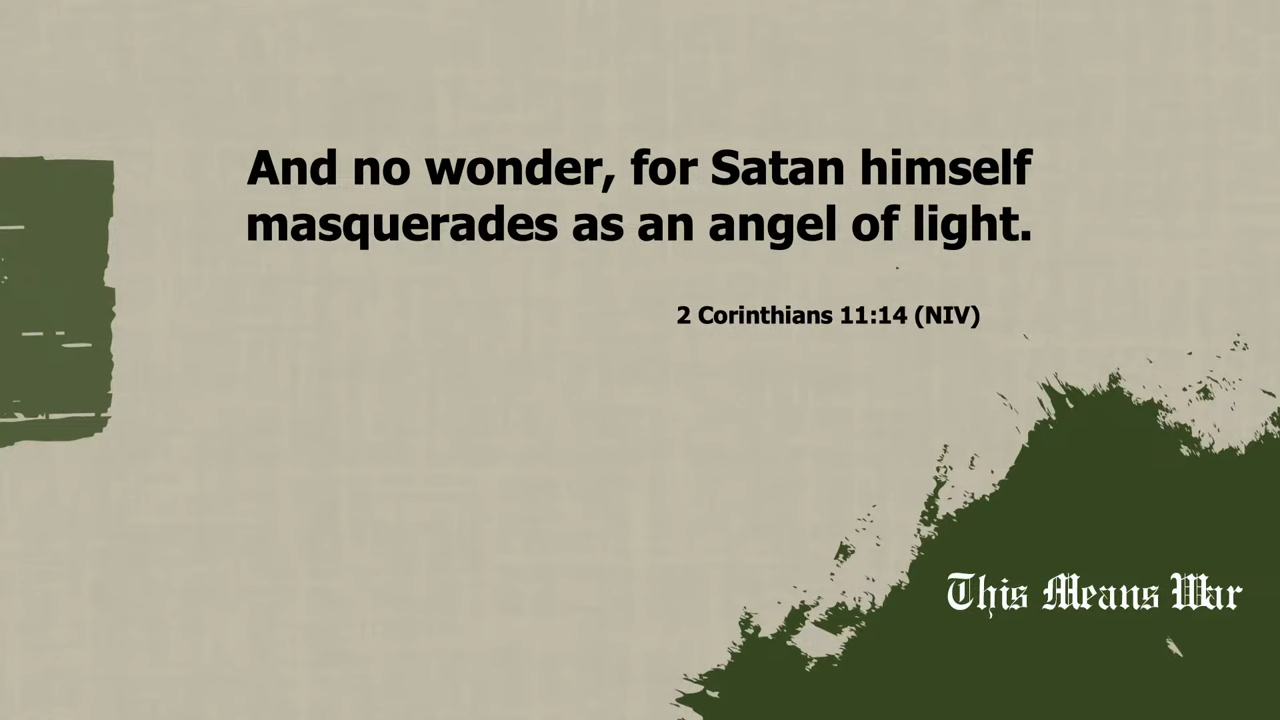 And no wonder, for Satan himself
masquerades as an angel of light.
2 Corinthians 11:14 (NIV)
This Means War